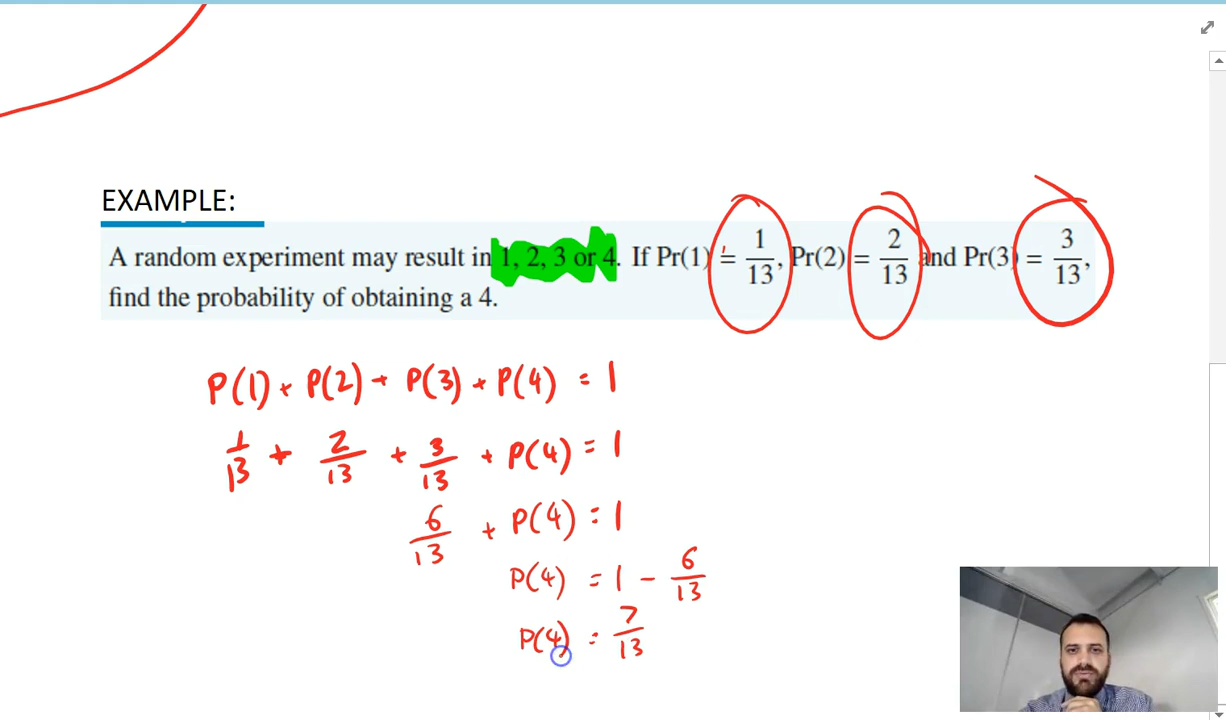 EXAMPLE:
A random experiment may result in 1, 2, 3 or 4. If Pr(1) = 1/13, Pr(2) = 2/13 and Pr(3) = 3/13,
find the probability of obtaining a 4.
P(1) + P(2) + P(3) + P(4) = 1
1/13 + 2/13 + 3/13 + P(4) = 1
6/13 + P(4) = 1
P(4) = 1 - 6/13
P(4) = 7/13